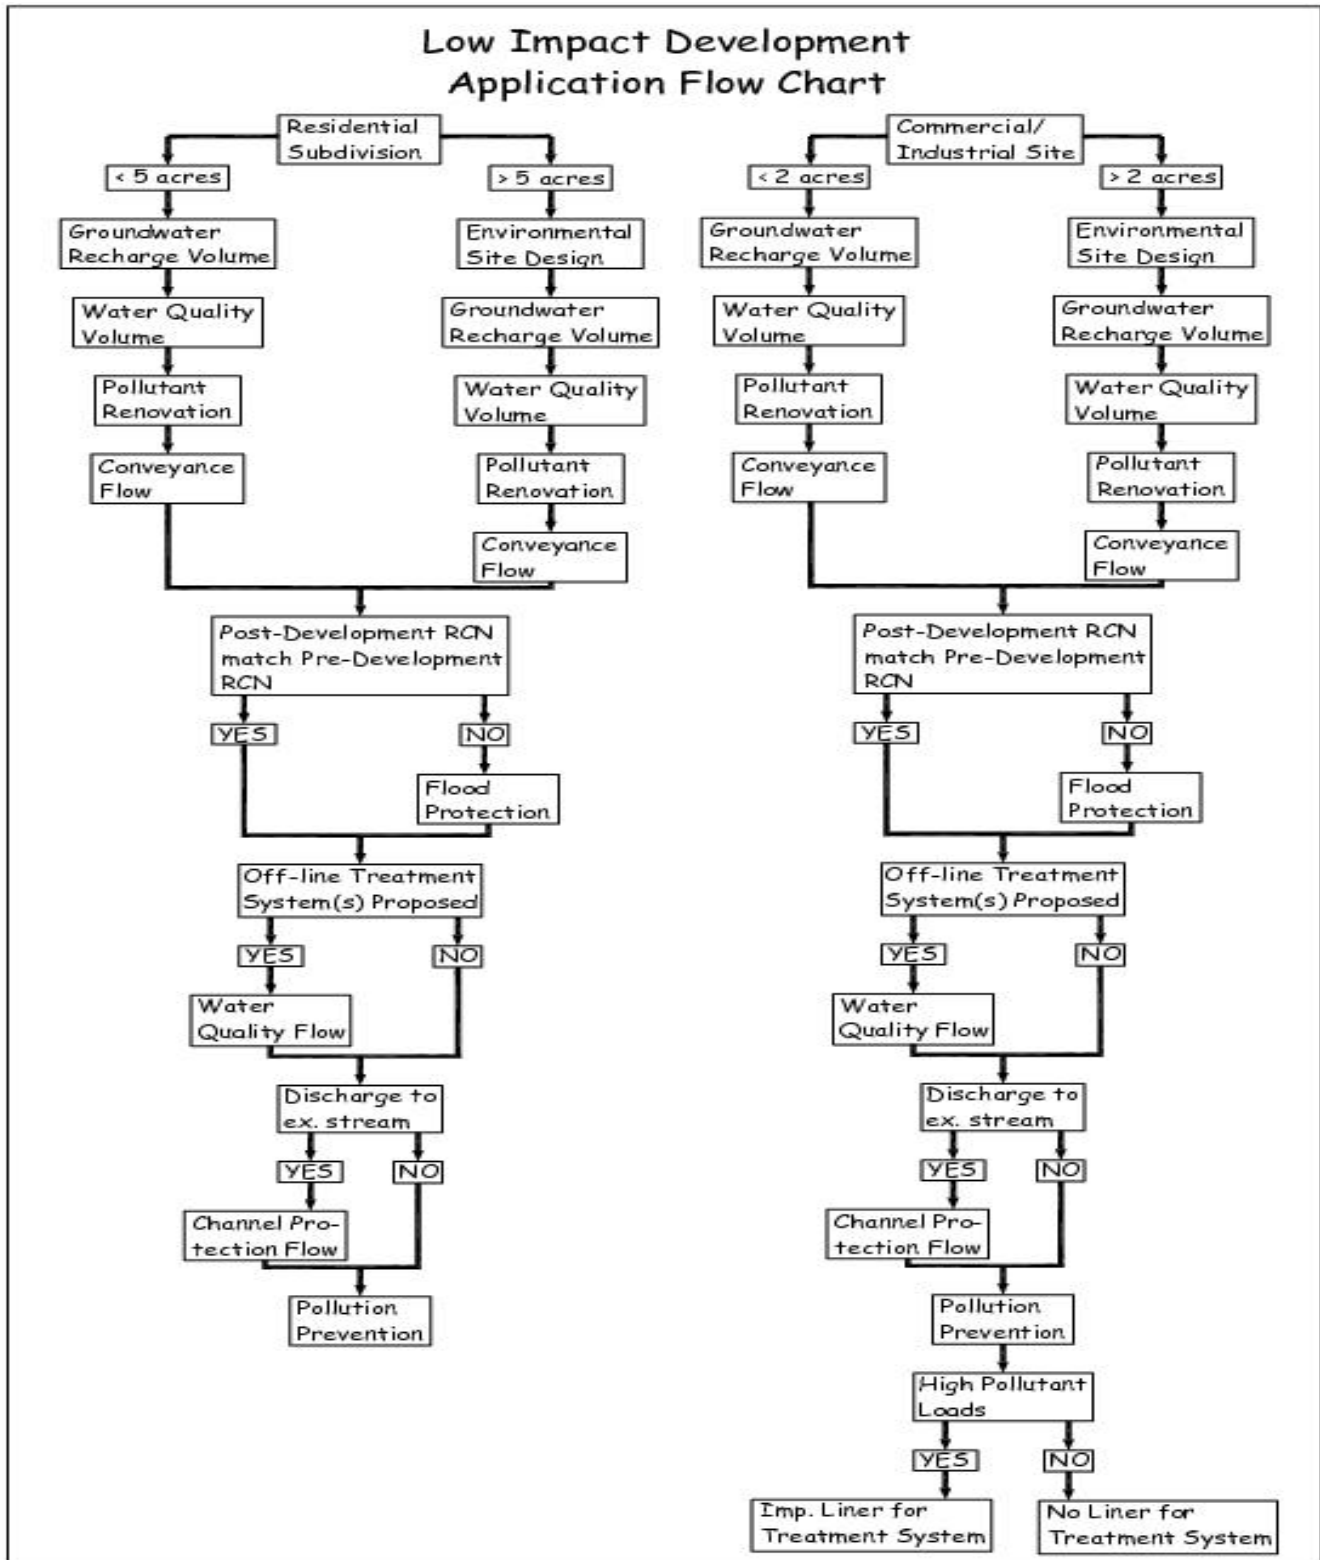 Low Impact Development
Application Flow Chart
Residential
Subdivision
< 5 acres
> 5 acres
Groundwater
Recharge Volume
Environmental
Site Design
Water Quality
Volume
Groundwater
Recharge Volume
Pollutant
Renovation
Water Quality
Volume
Conveyance
Flow
Pollutant
Renovation
Conveyance
Flow
Post-Development RCN
match Pre-Development
RCN
YES
NO
Flood
Protection
Off-line Treatment
System(s) Proposed
YES
NO
Water
Quality Flow
Discharge to
ex. stream
YES
NO
Channel Pro-
tection Flow
Pollution
Prevention
Commercial/
Industrial Site
< 2 acres
> 2 acres
Groundwater
Recharge Volume
Environmental
Site Design
Water Quality
Volume
Groundwater
Recharge Volume
Pollutant
Renovation
Water Quality
Volume
Conveyance
Flow
Pollutant
Renovation
Conveyance
Flow
Post-Development RCN
match Pre-Development
RCN
YES
NO
Flood
Protection
Off-line Treatment
System(s) Proposed
YES
NO
Water
Quality Flow
Discharge to
ex. stream
YES
NO
Channel Pro-
tection Flow
Pollution
Prevention
High Pollutant
Loads
YES
NO
Imp. Liner for
Treatment System
No Liner for
Treatment System